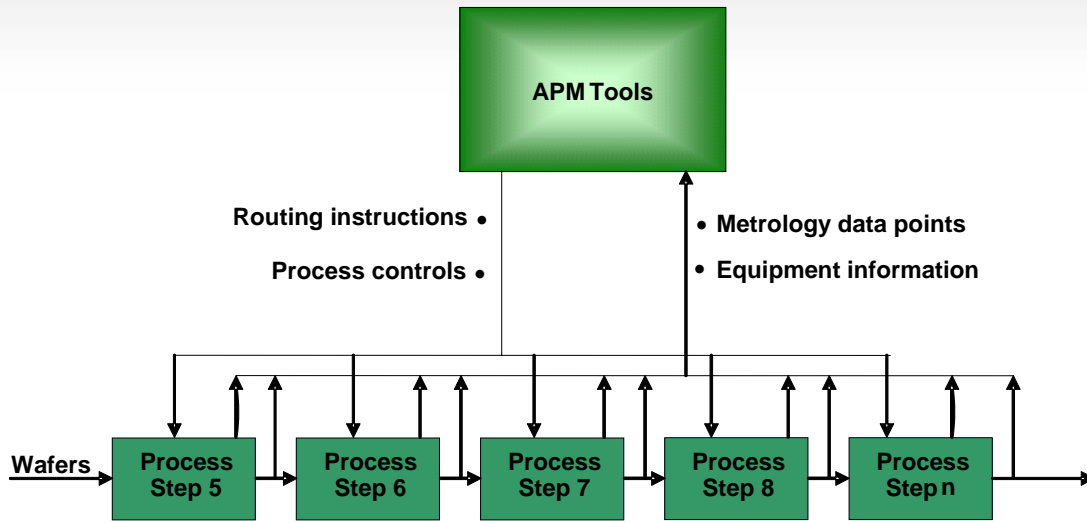 APM Tools
Routing instructions •
Process controls •
• Metrology data points
• Equipment information
Wafers
Process
Step 5
Process
Step 6
Process
Step 7
Process
Step 8
Process
Step n